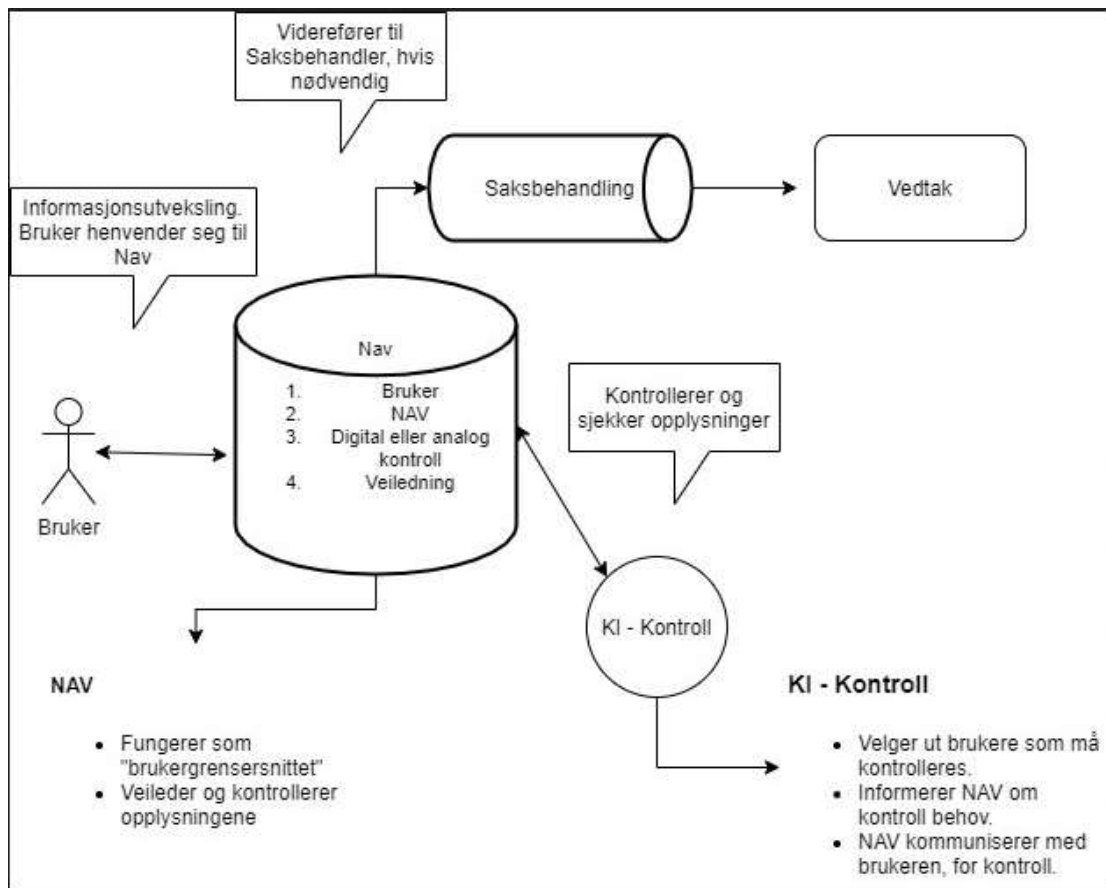 Viderefører til
Saksbehandler, hvis
nødvendig
Saksbehandling
Vedtak
Informasjonsutveksling.
Bruker henvender seg til
Nav
Nav
1. Bruker
2. NAV
3. Digital eller analog
kontroll
4. Veiledning
Kontrollerer og
sjekker opplysninger
Bruker
KI - Kontroll
NAV
• Fungerer som
"brukergrensersnittet"
• Veileder og kontrollerer
opplysningene
KI - Kontroll
• Velger ut brukere som må
kontrolleres.
• Informerer NAV om
kontroll behov.
• NAV kommuniserer med
brukeren, for kontroll.